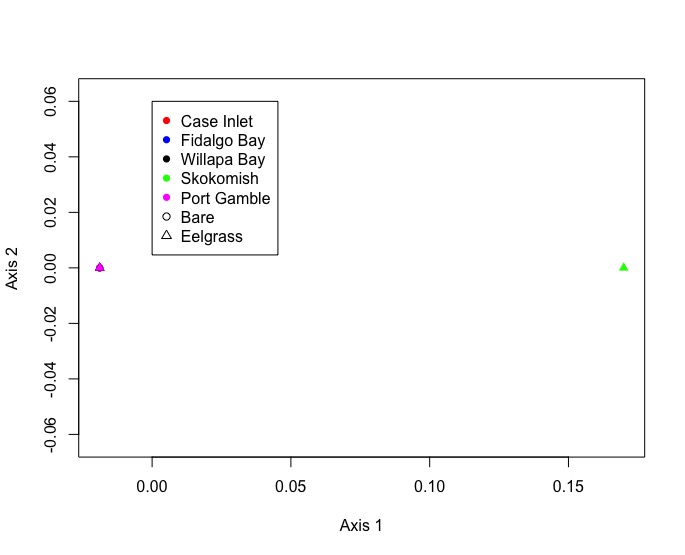 Case Inlet
Fidalgo Bay
Willapa Bay
Skokomish
Port Gamble
Bare
Eelgrass
Axis 2
0.06
0.04
0.02
0.00
-0.02
-0.04
-0.06
0.00 0.05 0.10 0.15
Axis 1